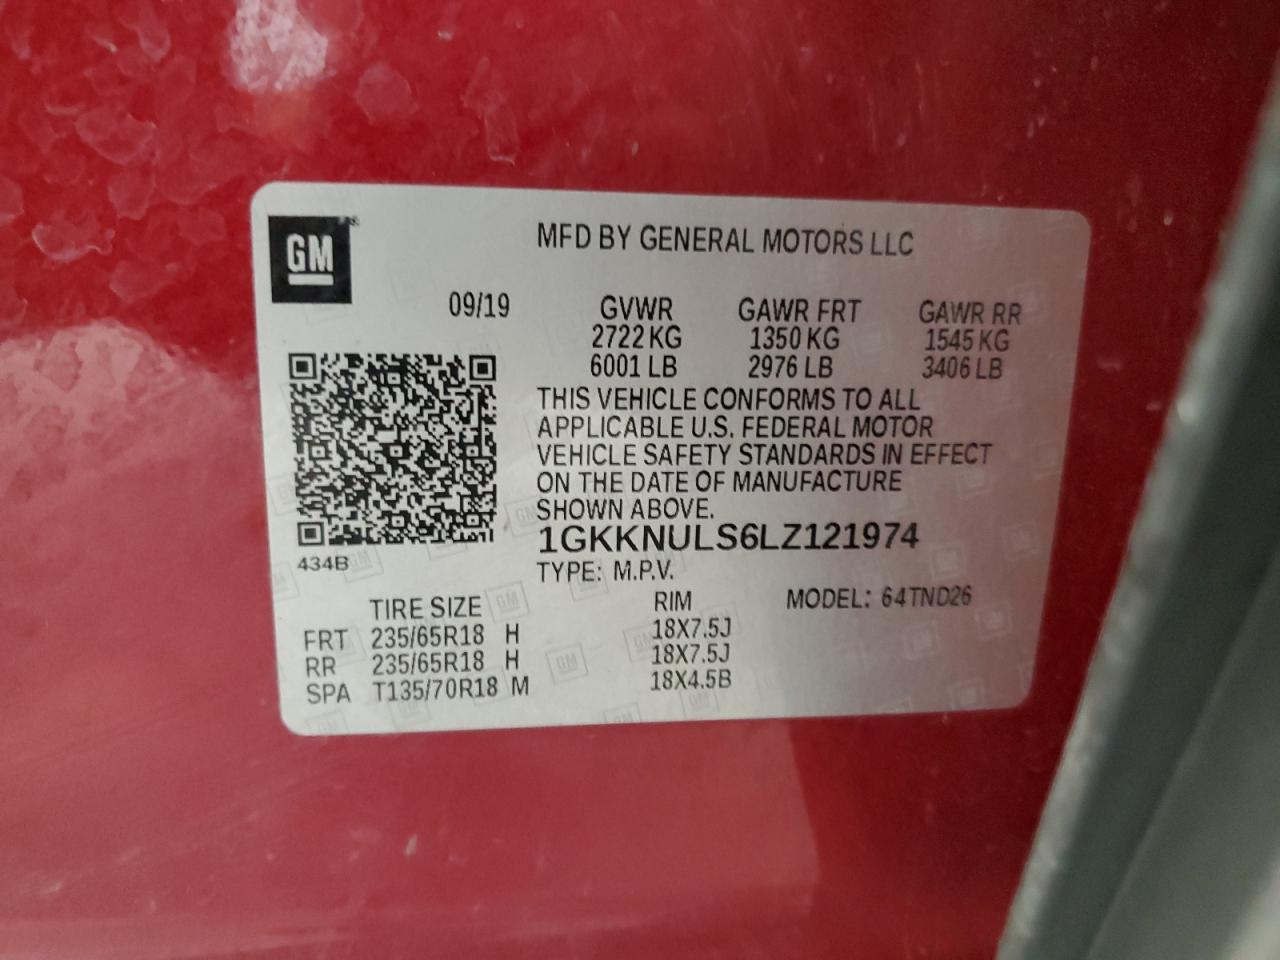 GM
MFD BY GENERAL MOTORS LLC
09/19 GVWR GAWR FRT GAWR RR
2722 KG 1350 KG 1545 KG
6001 LB 2976 LB 3406 LB
THIS VEHICLE CONFORMS TO ALL
APPLICABLE U.S. FEDERAL MOTOR
VEHICLE SAFETY STANDARDS IN EFFECT
ON THE DATE OF MANUFACTURE
SHOWN ABOVE.
1GKKNULS6LZ121974
434B
TYPE: M.P.V.
TIRE SIZE RIM MODEL: 64TND26
FRT 235/65R18 H 18X7.5J
RR 235/65R18 H 18X7.5J
SPA T135/70R18 M 18X4.5B